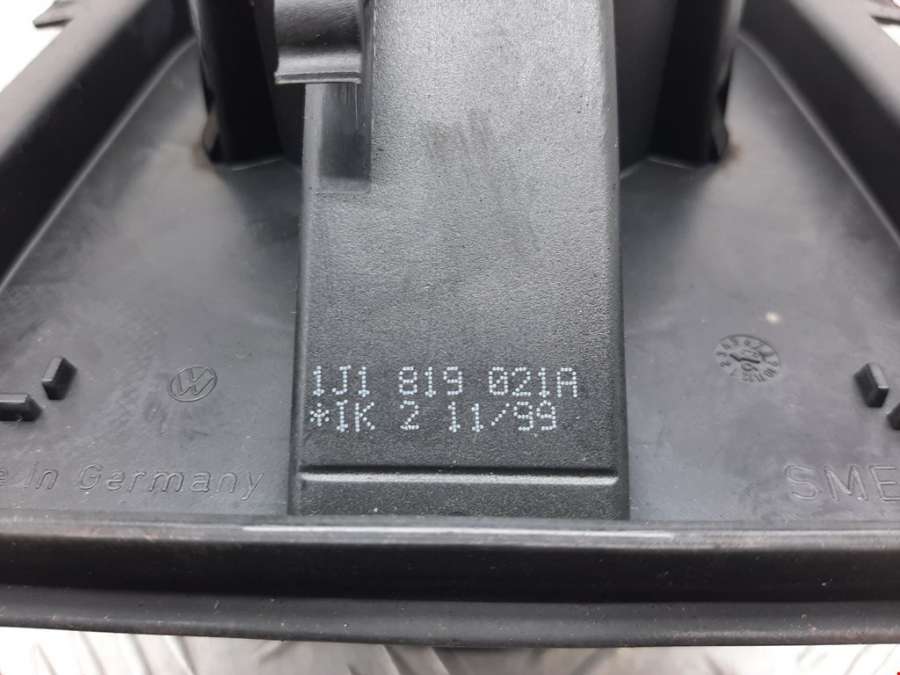 1J1 819 021A
*IK 2 11/99
in Germany
SME